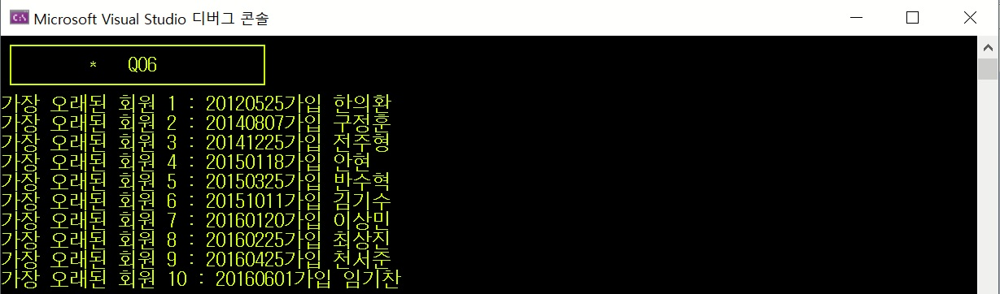 Microsoft Visual Studio 디버그 콘솔
* Q06
가장 오래된 회원 1 : 20120525가입 한의환
가장 오래된 회원 2 : 20140807가입 구정훈
가장 오래된 회원 3 : 20141225가입 전주형
가장 오래된 회원 4 : 20150118가입 안현
가장 오래된 회원 5 : 20150325가입 반수혁
가장 오래된 회원 6 : 20151011가입 김기수
가장 오래된 회원 7 : 20160120가입 이상민
가장 오래된 회원 8 : 20160225가입 최상진
가장 오래된 회원 9 : 20160425가입 천서준
가장 오래된 회원 10 : 20160601가입 임기찬